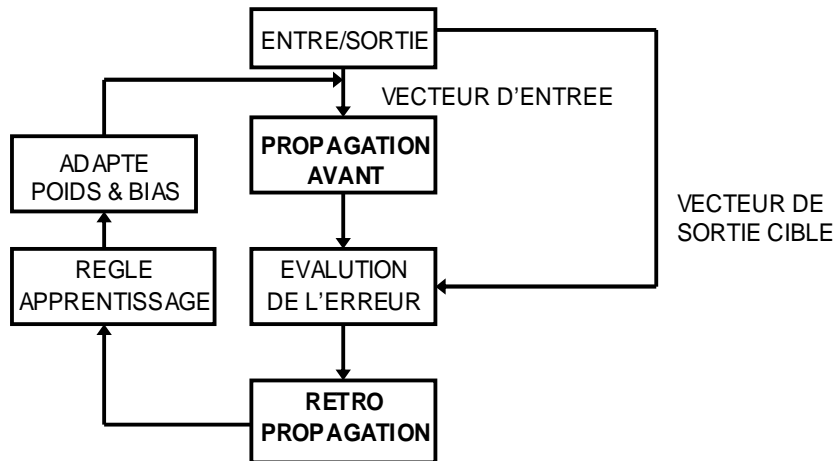 ENTRE/SORTIE
VECTEUR D'ENTREE
PROPAGATION
AVANT
ADAPTE
POIDS & BIAS
VECTEUR DE
SORTIE CIBLE
REGLE
APPRENTISSAGE
EVALUTION
DE L'ERREUR
RETRO
PROPAGATION